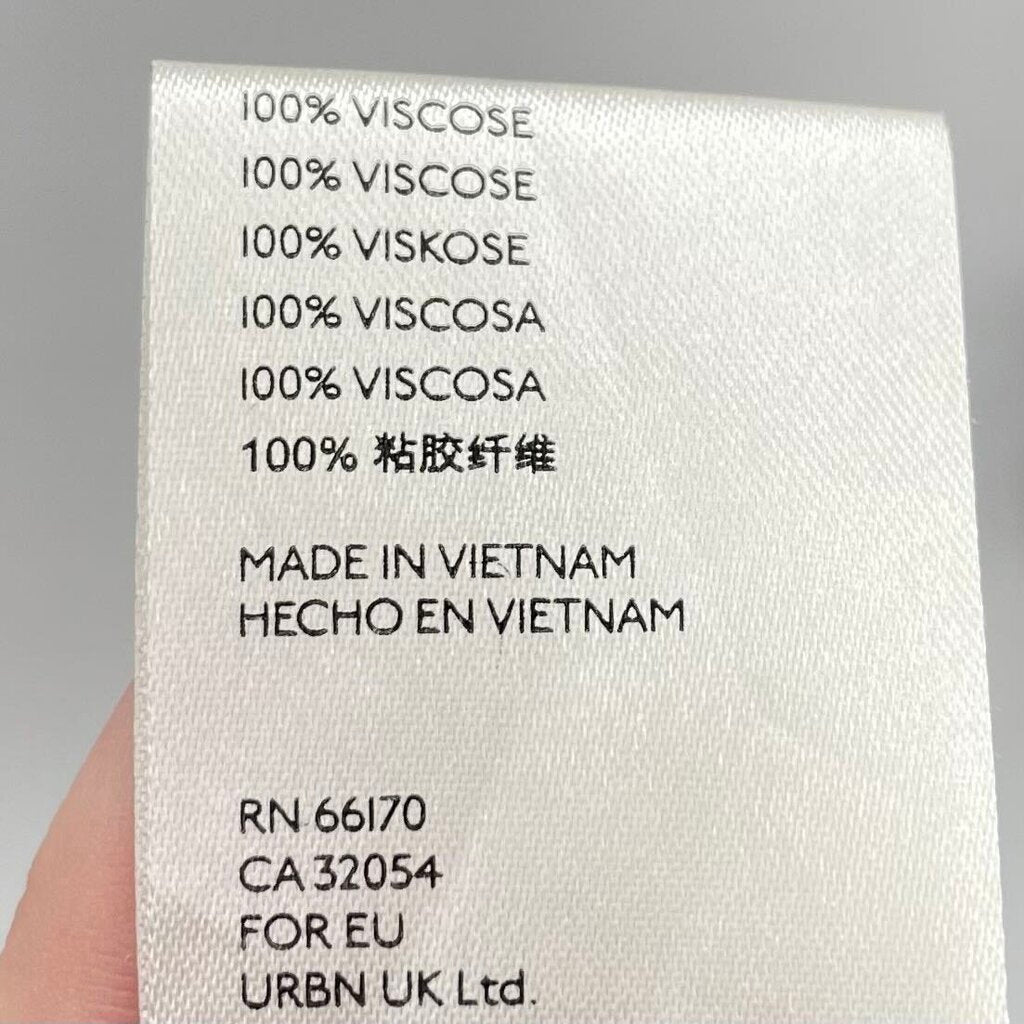 100% VISCOSE
100% VISCOSE
100% VISKOSE
100% VISCOSA
100% VISCOSA
100% 粘胶纤维
MADE IN VIETNAM
HECHO EN VIETNAM
RN 66170
CA 32054
FOR EU
URBN UK Ltd.